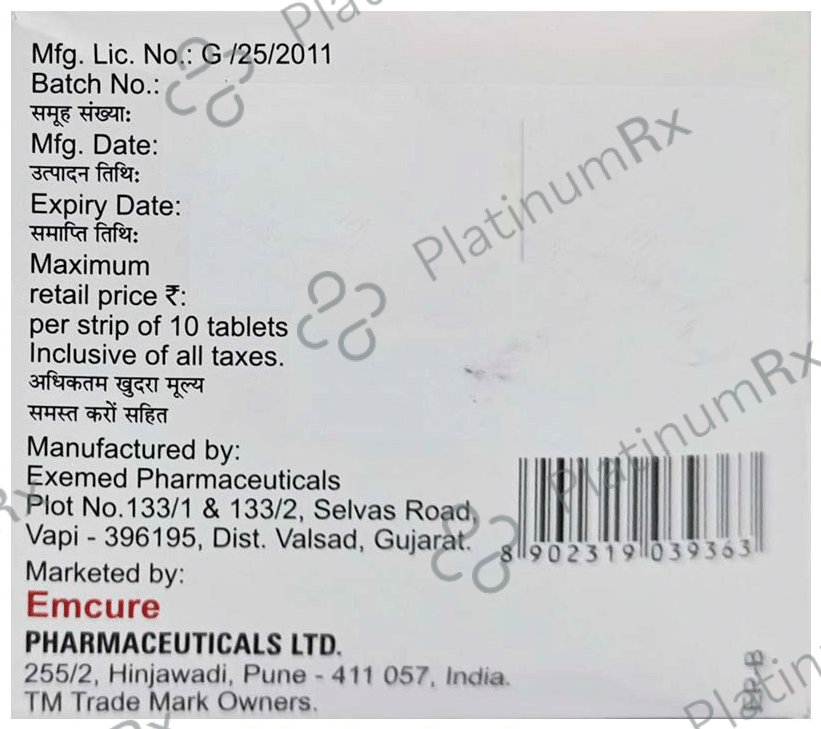 Mfg. Lic. No.: G /25/2011
Batch No.:
समूह संख्या:
Mfg. Date:
उत्पादन तिथि:
Expiry Date:
समाप्ति तिथि:
Maximum
retail price ₹:
per strip of 10 tablets
Inclusive of all taxes.
अधिकतम खुदरा मूल्य
समस्त करों सहित
Manufactured by:
Exemed Pharmaceuticals
Plot No.133/1 & 133/2, Selvas Road,
Vapi - 396195, Dist. Valsad, Gujarat.
8 902319 039363
Marketed by:
Emcure
PHARMACEUTICALS LTD.
255/2, Hinjawadi, Pune - 411 057, India.
TM Trade Mark Owners.
PlatinumRx
PlatinumRx